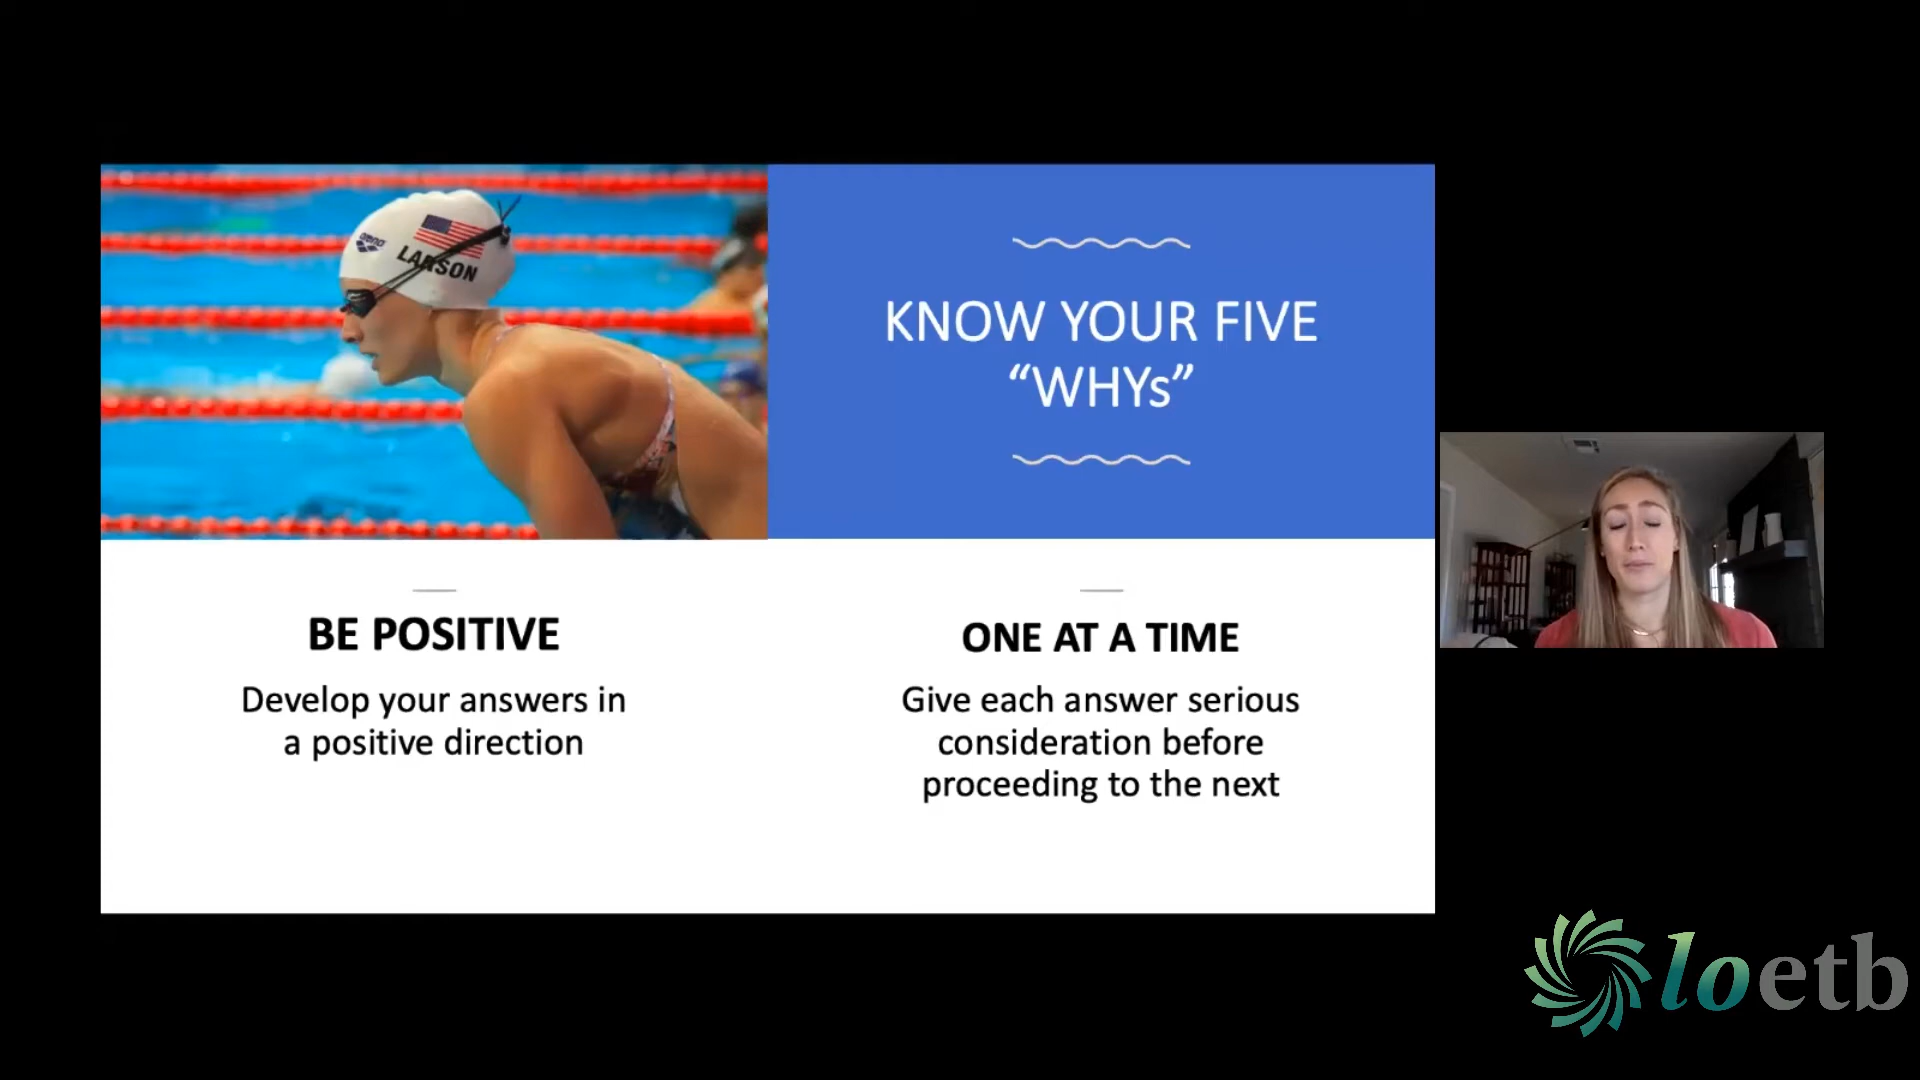 arena
LARSON
KNOW YOUR FIVE
“WHYs”
BE POSITIVE
Develop your answers in
a positive direction
ONE AT A TIME
Give each answer serious
consideration before
proceeding to the next
loetb